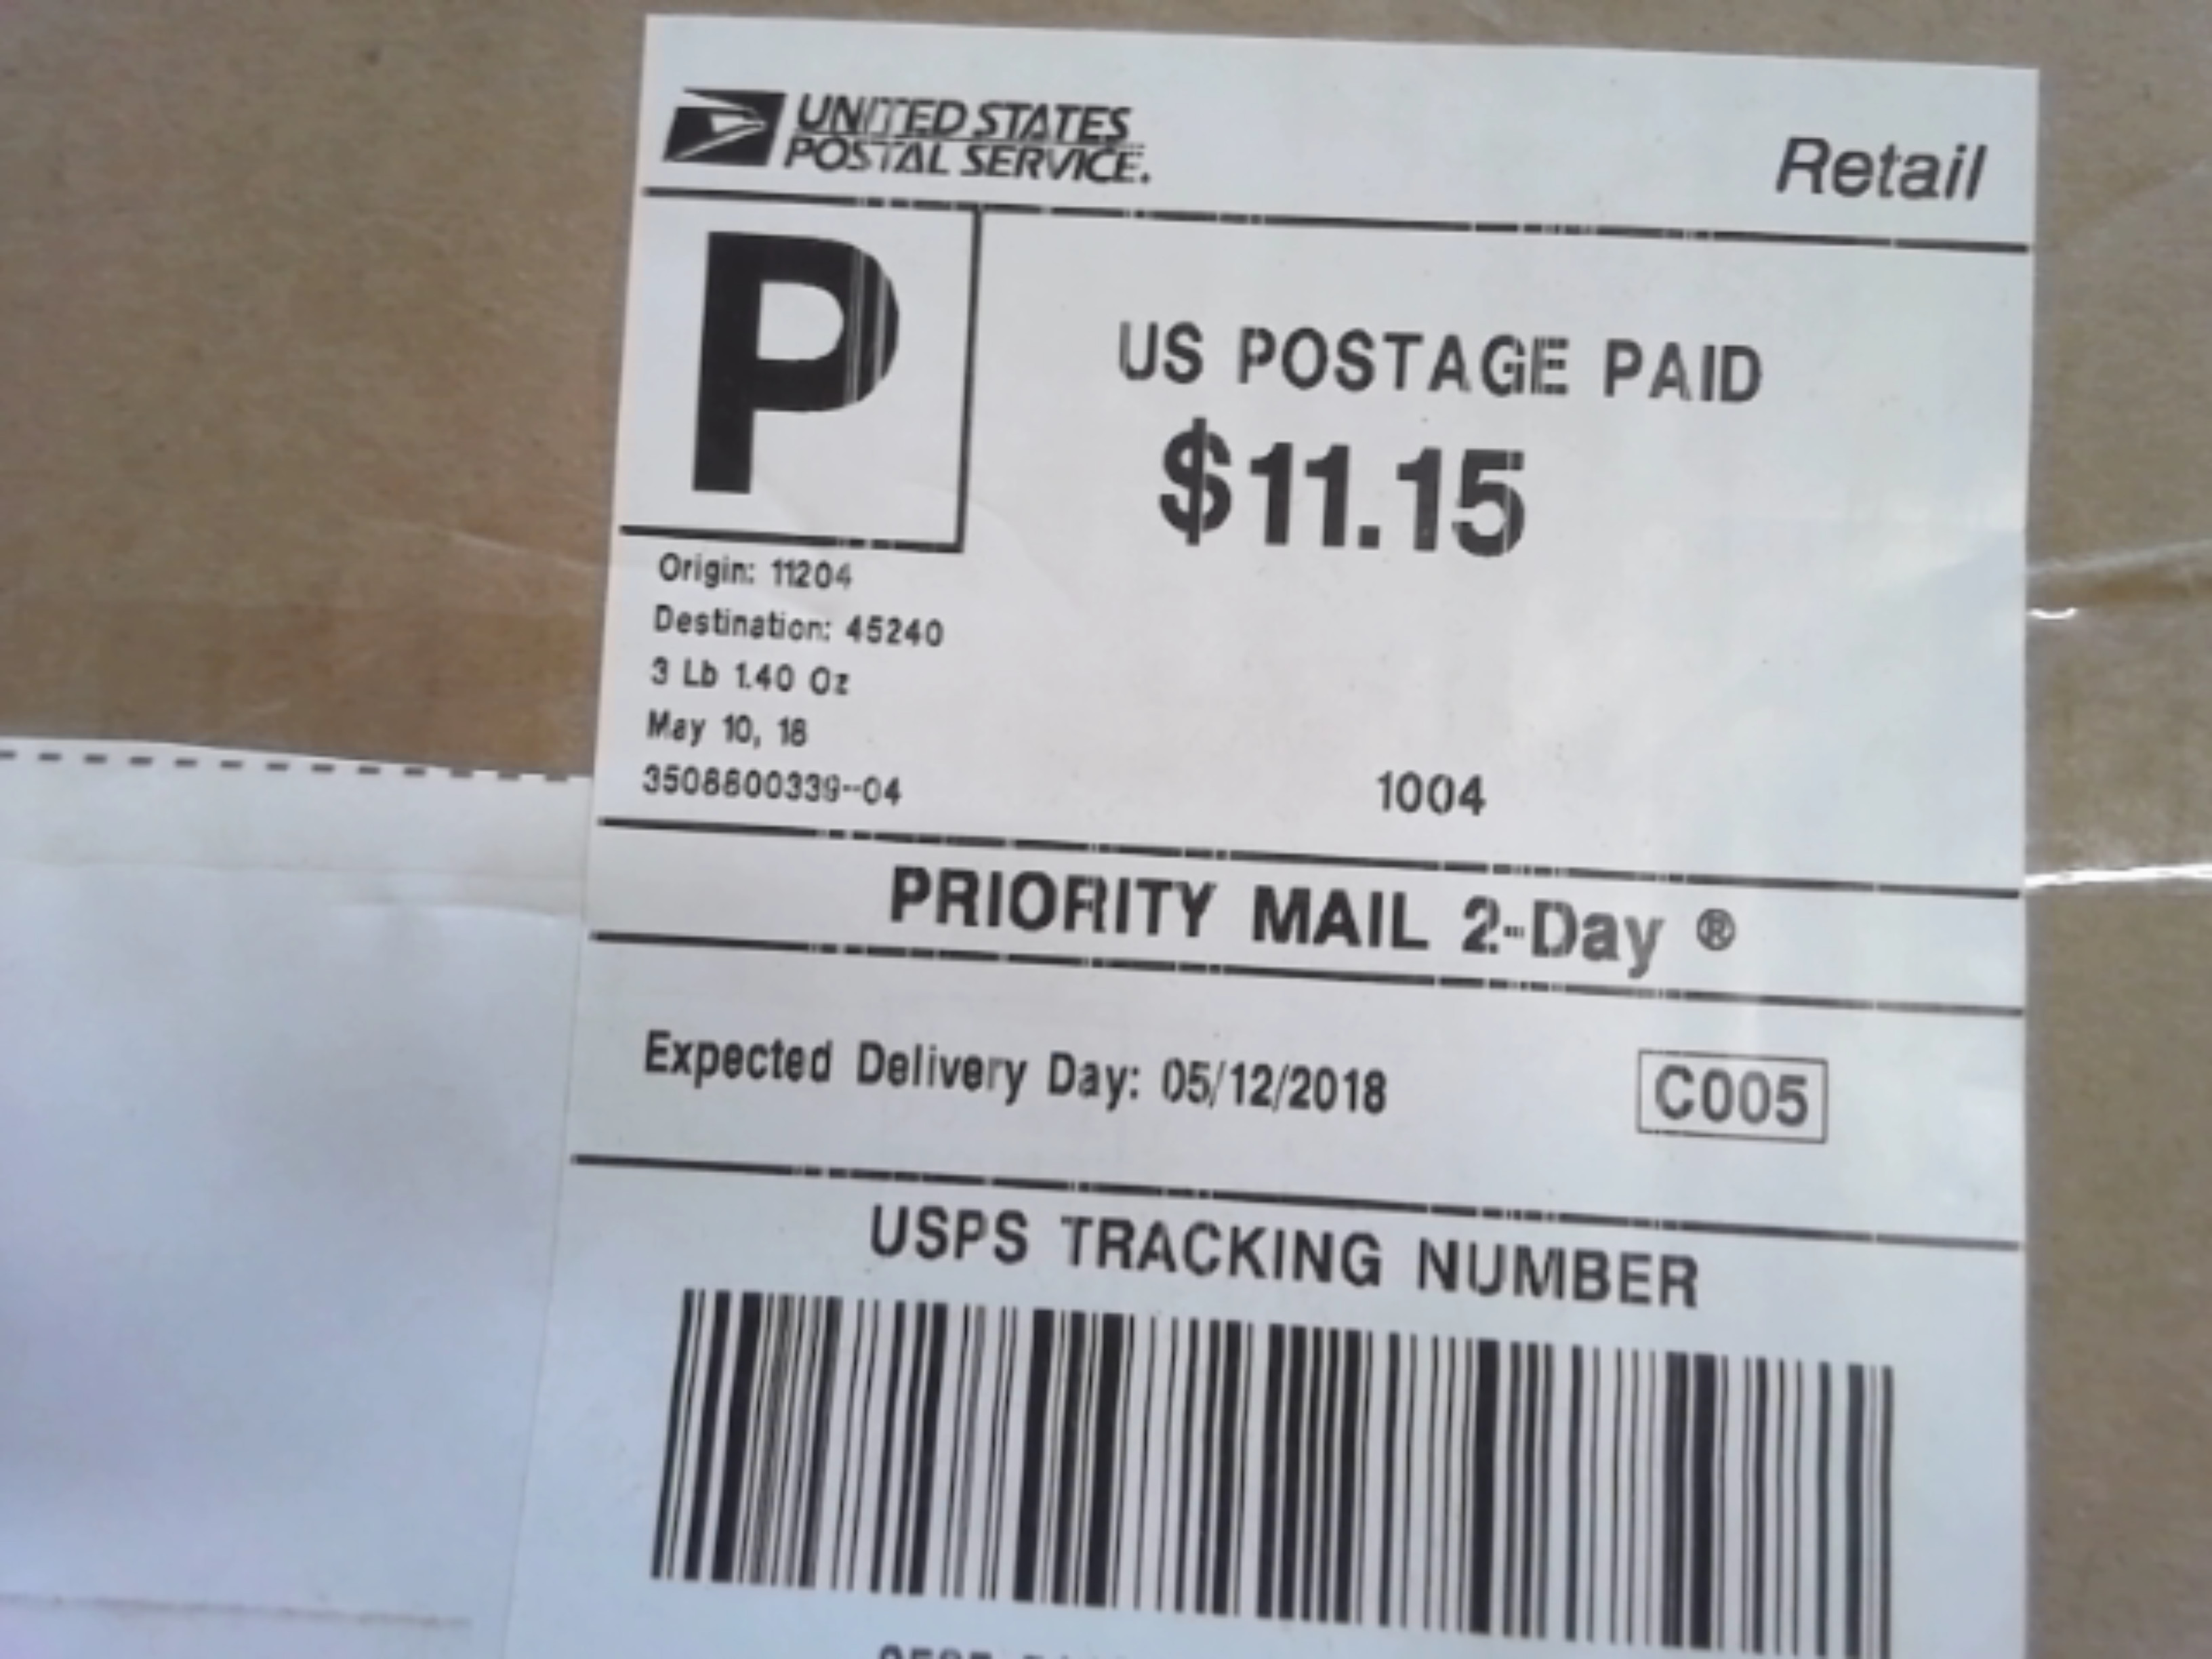 UNITED STATES
POSTAL SERVICE.
Retail
P
US POSTAGE PAID
$11.15
Origin: 11204
Destination: 45240
3 Lb 1.40 Oz
May 10, 18
3508600339-04
1004
PRIORITY MAIL 2-Day ®
Expected Delivery Day: 05/12/2018
C005
USPS TRACKING NUMBER